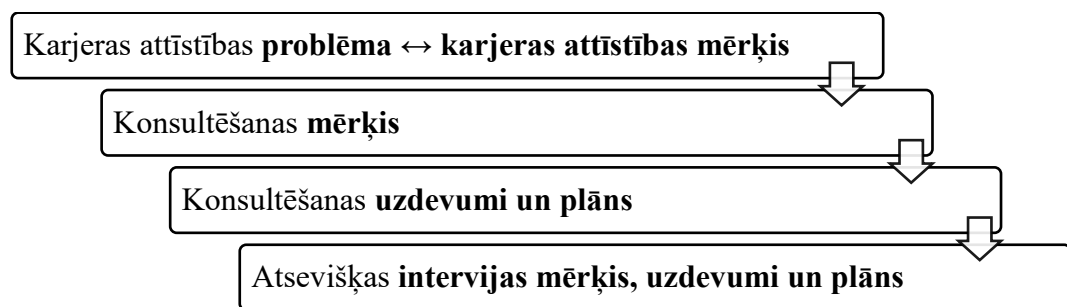 Karjeras attīstības problēma ↔ karjeras attīstības mērķis
Konsultēšanas mērķis
Konsultēšanas uzdevumi un plāns
Atsevišķas intervijas mērķis, uzdevumi un plāns